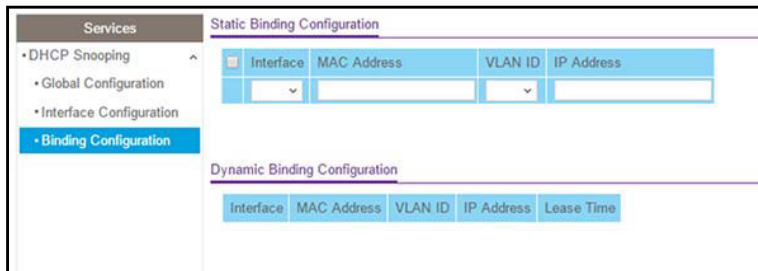 Services
•DHCP Snooping
•Global Configuration
•Interface Configuration
•Binding Configuration
Static Binding Configuration
Interface MAC Address VLAN ID IP Address
Dynamic Binding Configuration
Interface MAC Address VLAN ID IP Address Lease Time